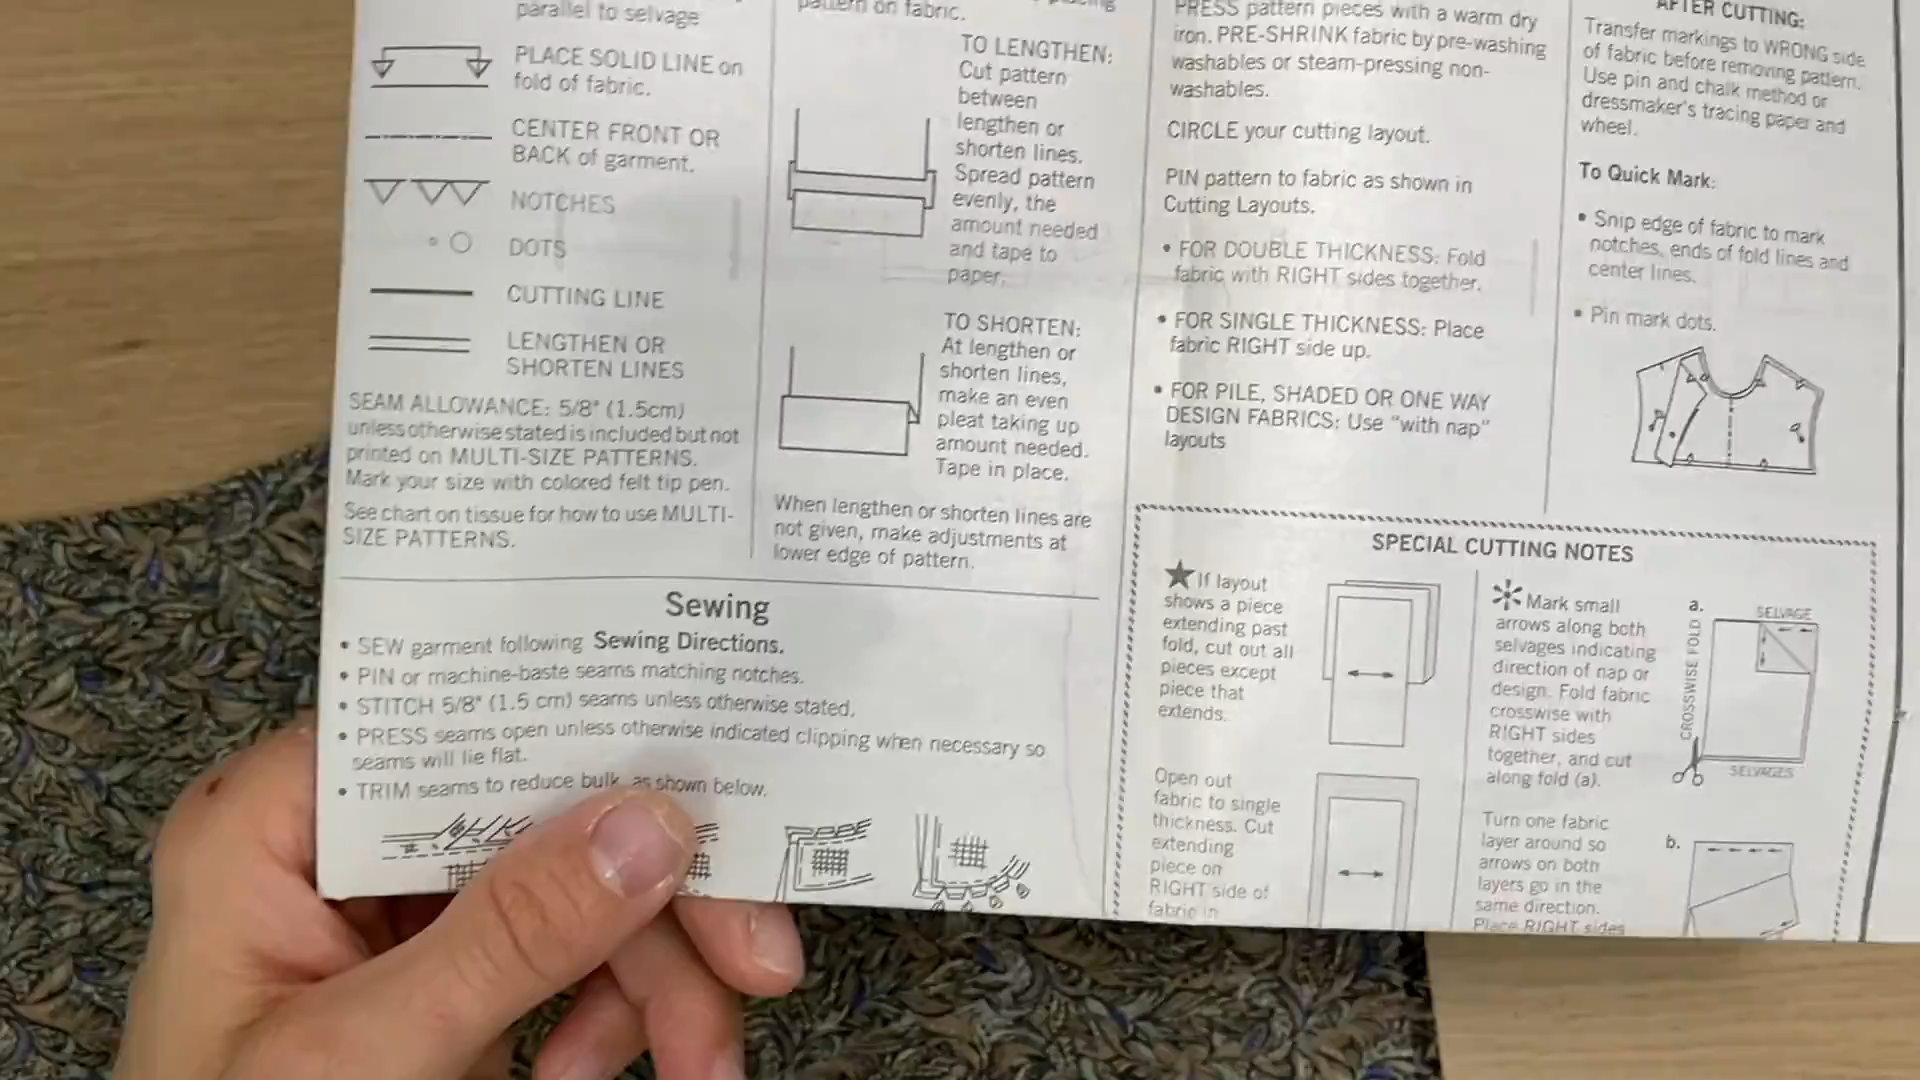 parallel to selvage
PLACE SOLID LINE on
fold of fabric.
CENTER FRONT OR
BACK of garment.
NOTCHES
DOTS
CUTTING LINE
LENGTHEN OR
SHORTEN LINES
SEAM ALLOWANCE: 5/8" (1.5cm)
unless otherwise stated is included but not
printed on MULTI-SIZE PATTERNS.
Mark your size with colored felt tip pen.
See chart on tissue for how to use MULTI-
SIZE PATTERNS.
pattern on fabric.
TO LENGTHEN:
Cut pattern
between
lengthen or
shorten lines.
Spread pattern
evenly, the
amount needed
and tape to
paper.
TO SHORTEN:
At lengthen or
shorten lines,
make an even
pleat taking up
amount needed.
Tape in place.
When lengthen or shorten lines are
not given, make adjustments at
lower edge of pattern.
Sewing
• SEW garment following Sewing Directions.
• PIN or machine-baste seams matching notches.
• STITCH 5/8" (1.5 cm) seams unless otherwise stated.
• PRESS seams open unless otherwise indicated clipping when necessary so
seams will lie flat.
• TRIM seams to reduce bulk, as shown below.
PRESS pattern pieces with a warm dry
iron. PRE-SHRINK fabric by pre-washing
washables or steam-pressing non-
washables.
CIRCLE your cutting layout.
PIN pattern to fabric as shown in
Cutting Layouts.
• FOR DOUBLE THICKNESS: Fold
fabric with RIGHT sides together.
• FOR SINGLE THICKNESS: Place
fabric RIGHT side up.
• FOR PILE, SHADED OR ONE WAY
DESIGN FABRICS: Use "with nap"
layouts
AFTER CUTTING:
Transfer markings to WRONG side
of fabric before removing pattern.
Use pin and chalk method or
dressmaker's tracing paper and
wheel.
To Quick Mark:
• Snip edge of fabric to mark
notches, ends of fold lines and
center lines.
• Pin mark dots.
SPECIAL CUTTING NOTES
★ If layout
shows a piece
extending past
fold, cut out all
pieces except
piece that
extends.
Open out
fabric to single
thickness. Cut
extending
piece on
RIGHT side of
fabric in
Mark small
arrows along both
selvages indicating
direction of nap or
design. Fold fabric
crosswise with
RIGHT sides
together, and cut
along fold (a).
Turn one fabric
layer around so
arrows on both
layers go in the
same direction.
Place RIGHT sides
a.
SELVAGE
CROSSWISE FOLD
SELVAGES
b.